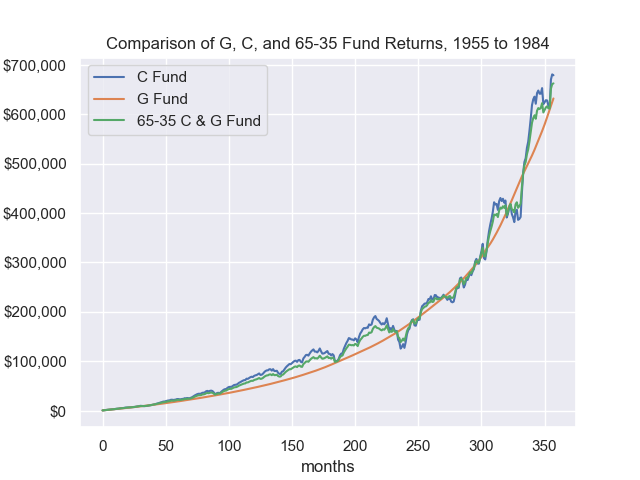 Comparison of G, C, and 65-35 Fund Returns, 1955 to 1984
$700,000
$600,000
$500,000
$400,000
$300,000
$200,000
$100,000
$0
C Fund
G Fund
65-35 C & G Fund
0 50 100 150 200 250 300 350
months